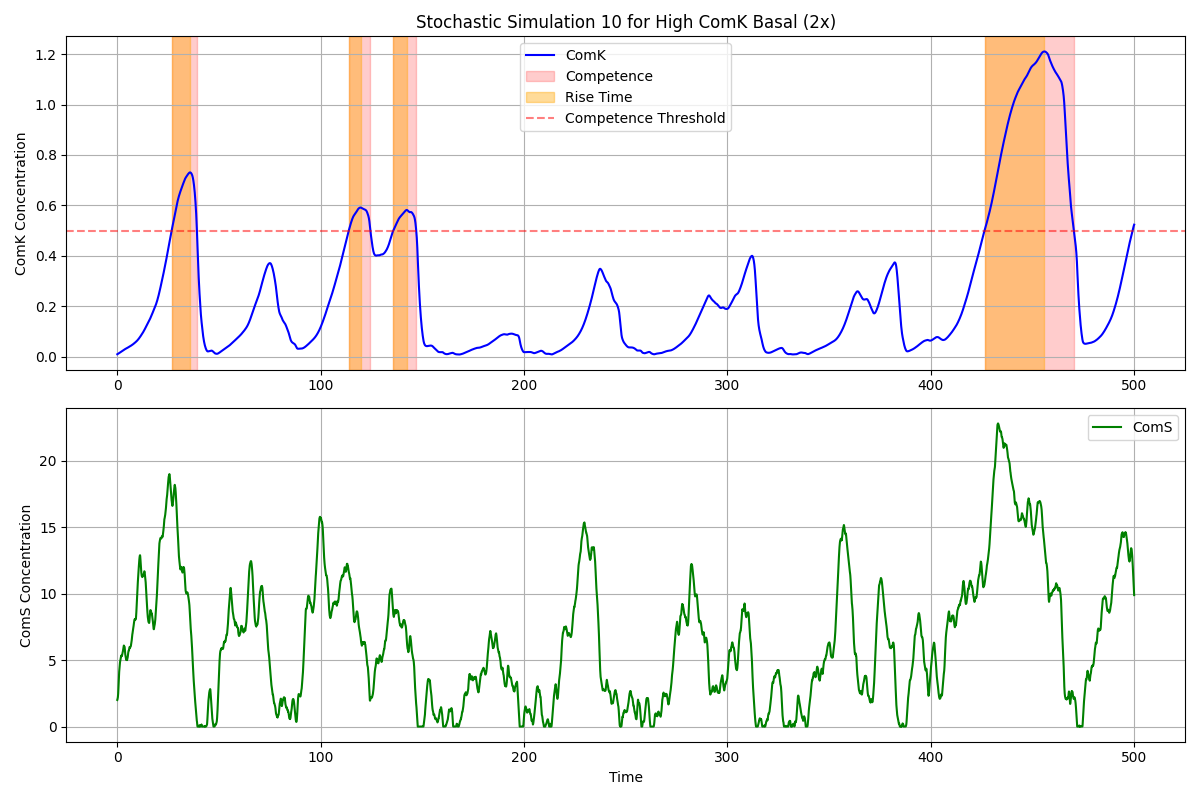 Stochastic Simulation 10 for High ComK Basal (2x)
ComK
Competence
Rise Time
Competence Threshold
ComK Concentration
1.2
1.0
0.8
0.6
0.4
0.2
0.0
0 100 200 300 400 500
ComS
ComS Concentration
20
15
10
5
0
0 100 200 300 400 500
Time